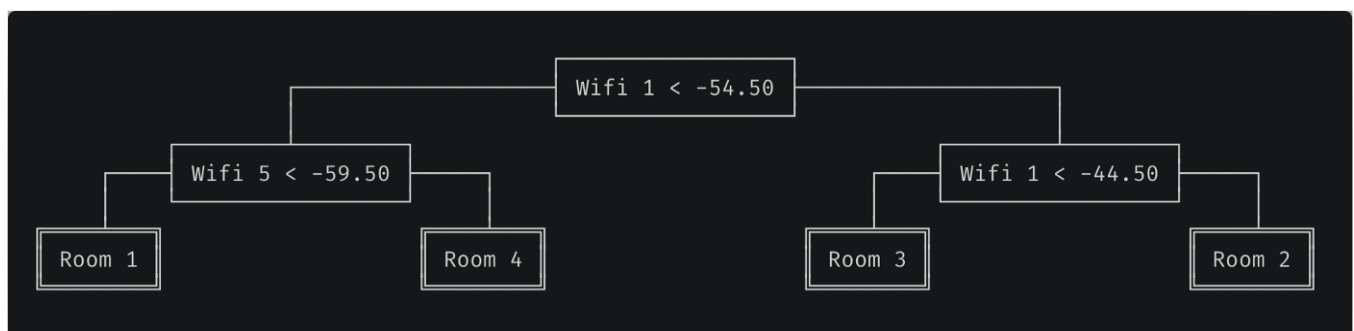 Wifi 1 < -54.50
Wifi 5 < -59.50
Wifi 1 < -44.50
Room 1
Room 4
Room 3
Room 2